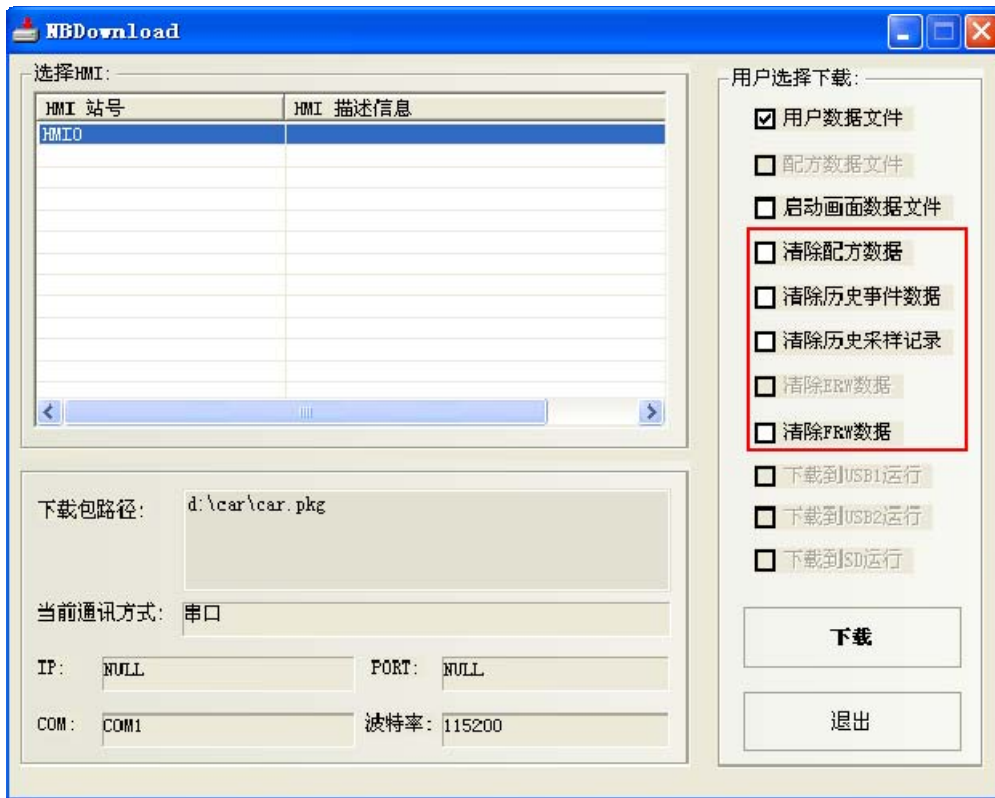 NBDownload
选择HMI:
HMI 站号 HMI 描述信息
HMI0
下载包路径: d:\car\car.pkg
当前通讯方式: 串口
IP: NULL PORT: NULL
COM: COM1 波特率: 115200
用户选择下载:
用户数据文件
配方数据文件
启动画面数据文件
清除配方数据
清除历史事件数据
清除历史采样记录
清除ERW数据
清除FRW数据
下载到USB1运行
下载到USB2运行
下载到SD运行
下载
退出